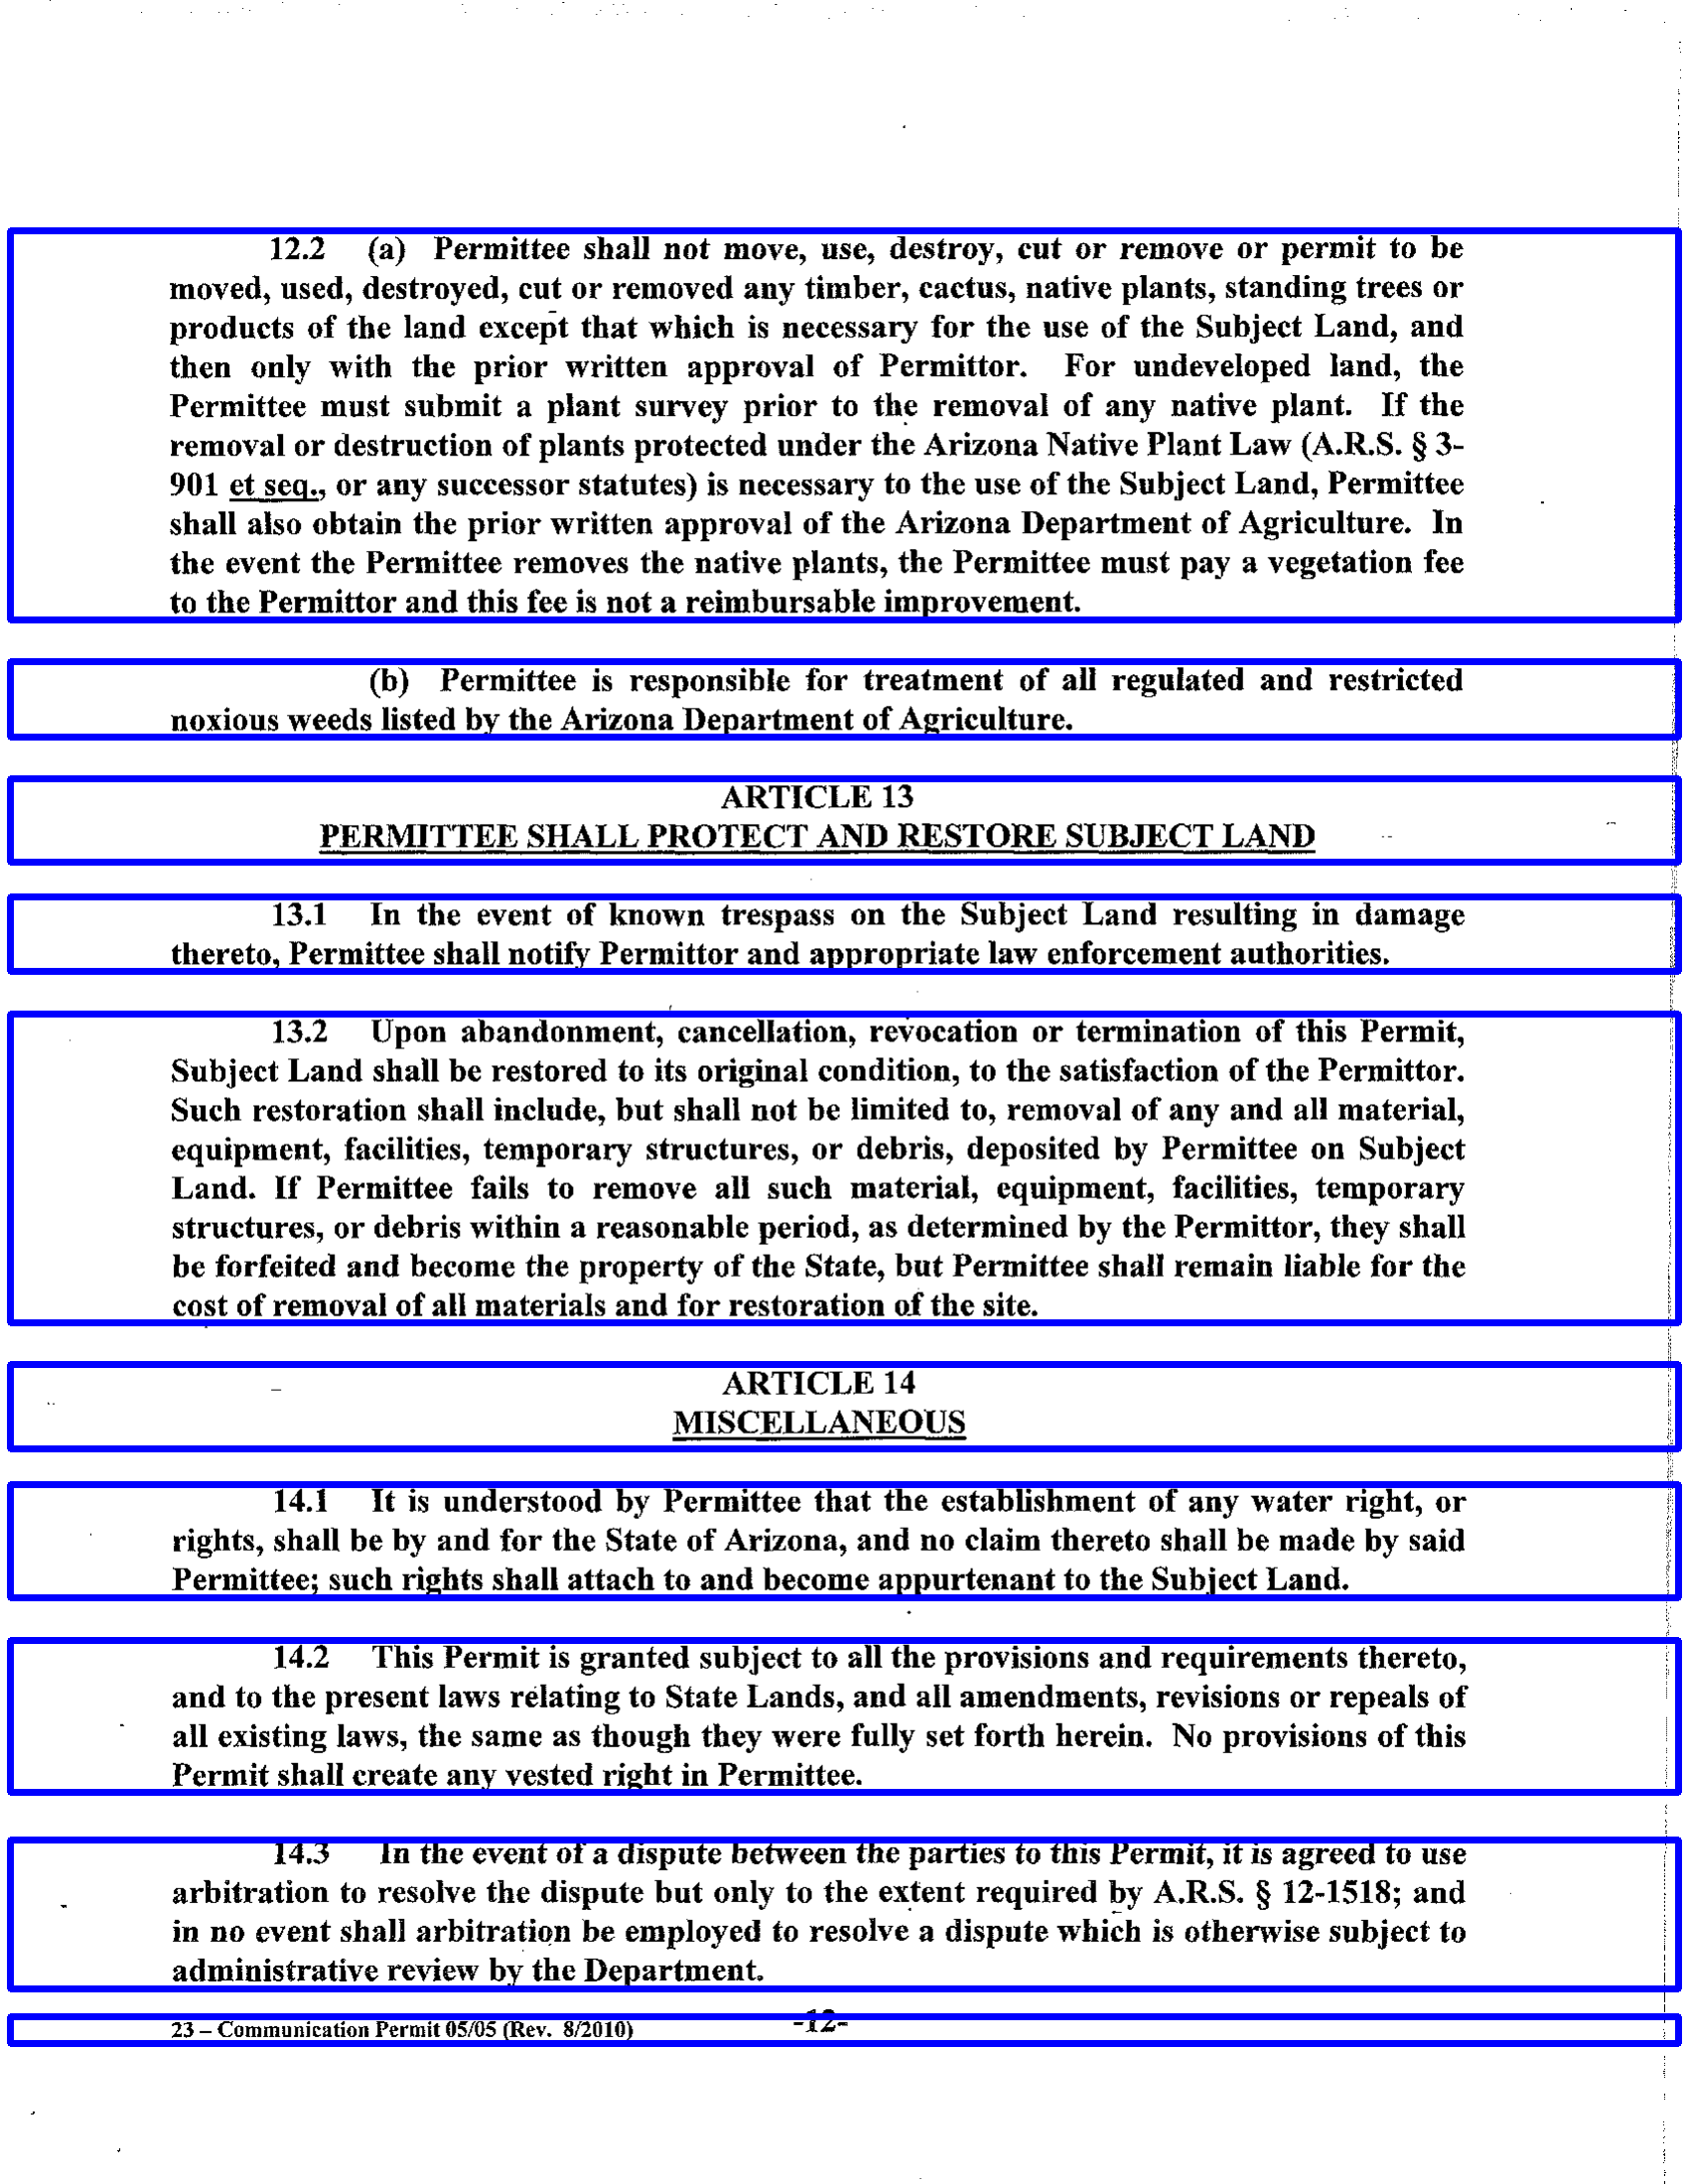 12.2 (a) Permittee shall not move, use, destroy, cut or remove or permit to be
moved, used, destroyed, cut or removed any timber, cactus, native plants, standing trees or
products of the land except that which is necessary for the use of the Subject Land, and
then only with the prior written approval of Permittor. For undeveloped land, the
Permittee must submit a plant survey prior to the removal of any native plant. If the
removal or destruction of plants protected under the Arizona Native Plant Law (A.R.S. § 3-
901 et seq., or any successor statutes) is necessary to the use of the Subject Land, Permittee
shall also obtain the prior written approval of the Arizona Department of Agriculture. In
the event the Permittee removes the native plants, the Permittee must pay a vegetation fee
to the Permittor and this fee is not a reimbursable improvement.
(b) Permittee is responsible for treatment of all regulated and restricted
noxious weeds listed by the Arizona Department of Agriculture.
ARTICLE 13
PERMITTEE SHALL PROTECT AND RESTORE SUBJECT LAND
13.1 In the event of known trespass on the Subject Land resulting in damage
thereto, Permittee shall notify Permittor and appropriate law enforcement authorities.
13.2 Upon abandonment, cancellation, revocation or termination of this Permit,
Subject Land shall be restored to its original condition, to the satisfaction of the Permittor.
Such restoration shall include, but shall not be limited to, removal of any and all material,
equipment, facilities, temporary structures, or debris, deposited by Permittee on Subject
Land. If Permittee fails to remove all such material, equipment, facilities, temporary
structures, or debris within a reasonable period, as determined by the Permittor, they shall
be forfeited and become the property of the State, but Permittee shall remain liable for the
cost of removal of all materials and for restoration of the site.
ARTICLE 14
MISCELLANEOUS
14.1 It is understood by Permittee that the establishment of any water right, or
rights, shall be by and for the State of Arizona, and no claim thereto shall be made by said
Permittee; such rights shall attach to and become appurtenant to the Subject Land.
14.2 This Permit is granted subject to all the provisions and requirements thereto,
and to the present laws relating to State Lands, and all amendments, revisions or repeals of
all existing laws, the same as though they were fully set forth herein. No provisions of this
Permit shall create any vested right in Permittee.
14.3 In the event of a dispute between the parties to this Permit, it is agreed to use
arbitration to resolve the dispute but only to the extent required by A.R.S. § 12-1518; and
in no event shall arbitration be employed to resolve a dispute which is otherwise subject to
administrative review by the Department.
23 – Communication Permit 05/05 (Rev. 8/2010) -12-